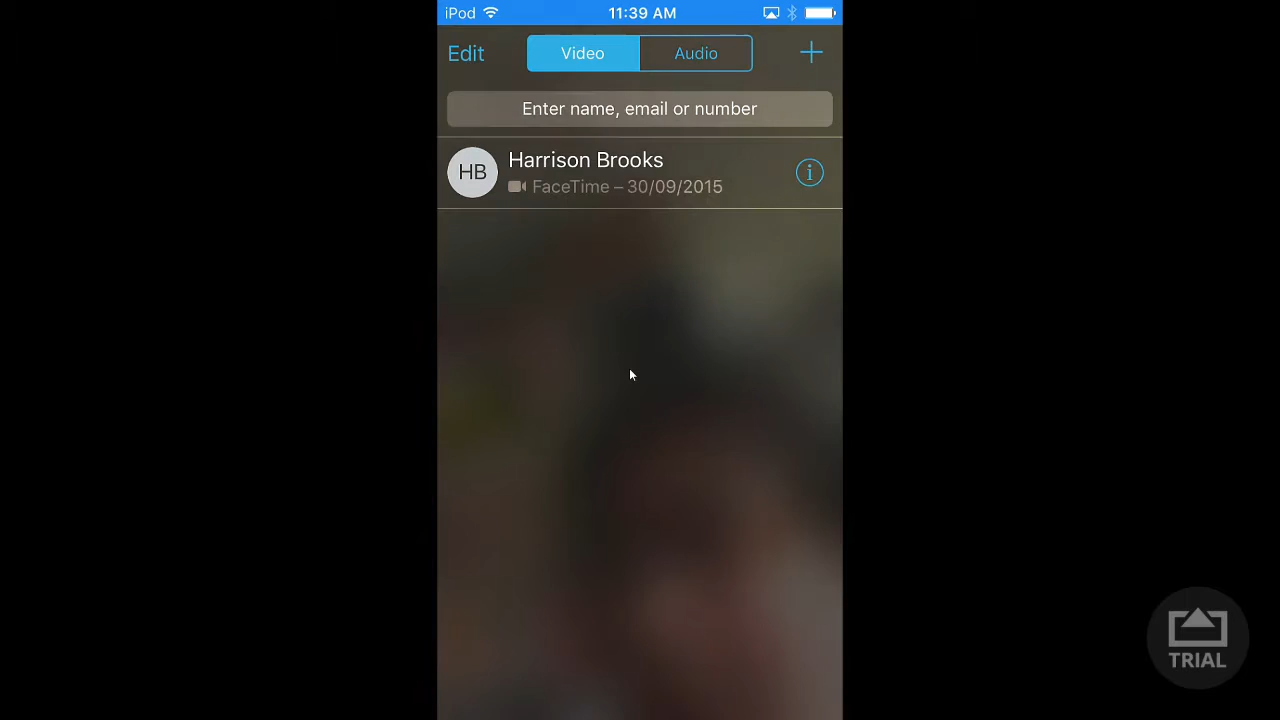 iPod 11:39 AM
Edit Video Audio
Enter name, email or number
HB Harrison Brooks
FaceTime – 30/09/2015
TRIAL